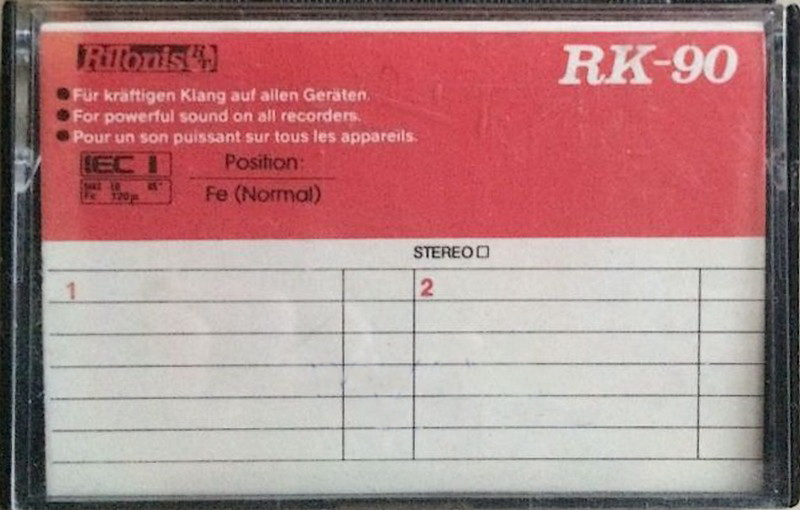 RK-90
Für kräftigen Klang auf allen Geräten.
For powerful sound on all recorders.
Pour un son puissant sur tous les appareils.
IEC I
Position:
Fe (Normal)
STEREO
1
2